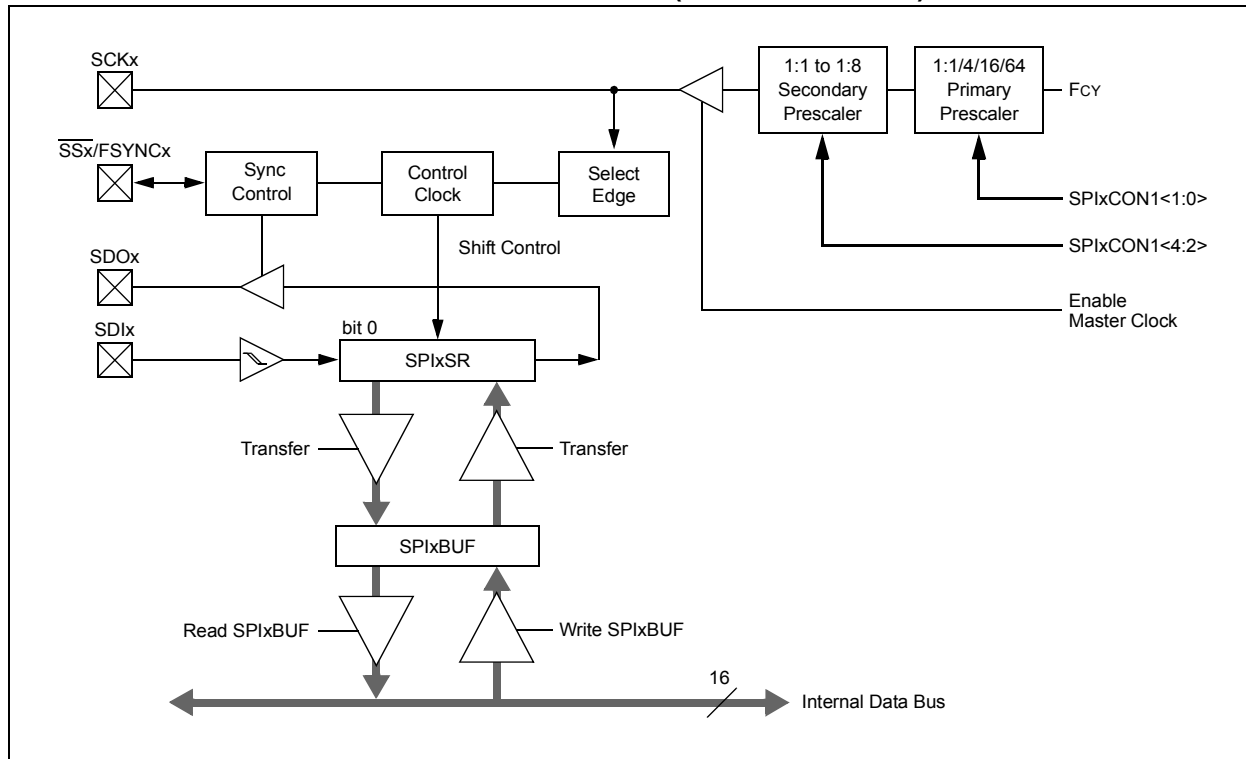 SCKx
1:1 to 1:8
Secondary
Prescaler
1:1/4/16/64
Primary
Prescaler
FCY
SSx/FSYNCx
Sync
Control
Control
Clock
Select
Edge
SPIxCON1<1:0>
SPIxCON1<4:2>
Shift Control
SDOx
Enable
Master Clock
SDIx
bit 0
SPIxSR
Transfer
Transfer
SPIxBUF
Read SPIxBUF
Write SPIxBUF
16
Internal Data Bus